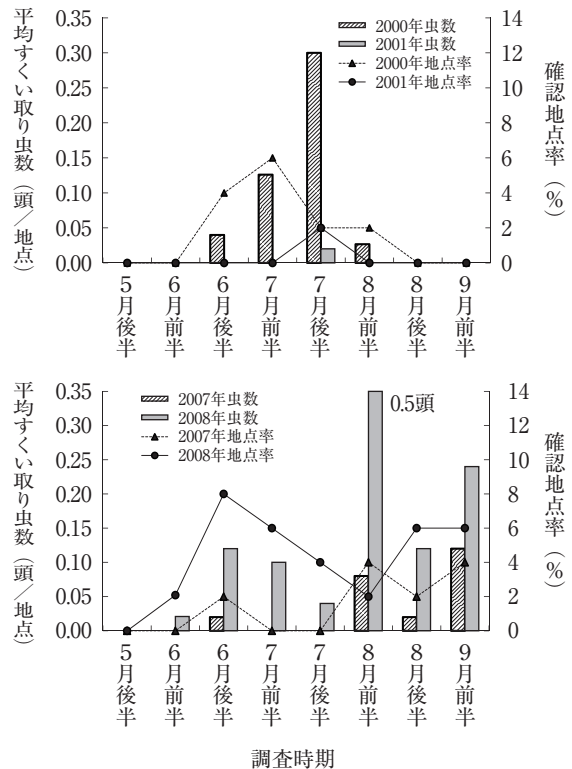 平均すくい取り虫数（頭／地点）
0.35
0.30
0.25
0.20
0.15
0.10
0.05
0.00
2000年虫数
2001年虫数
2000年地点率
2001年地点率
14
12
10
8
6
4
2
0
確認地点率（%）
5月後半
6月前半
6月後半
7月前半
7月後半
8月前半
8月後半
9月前半
平均すくい取り虫数（頭／地点）
0.35
0.30
0.25
0.20
0.15
0.10
0.05
0.00
2007年虫数
2008年虫数
2007年地点率
2008年地点率
0.5頭
14
12
10
8
6
4
2
0
確認地点率（%）
5月後半
6月前半
6月後半
7月前半
7月後半
8月前半
8月後半
9月前半
調査時期